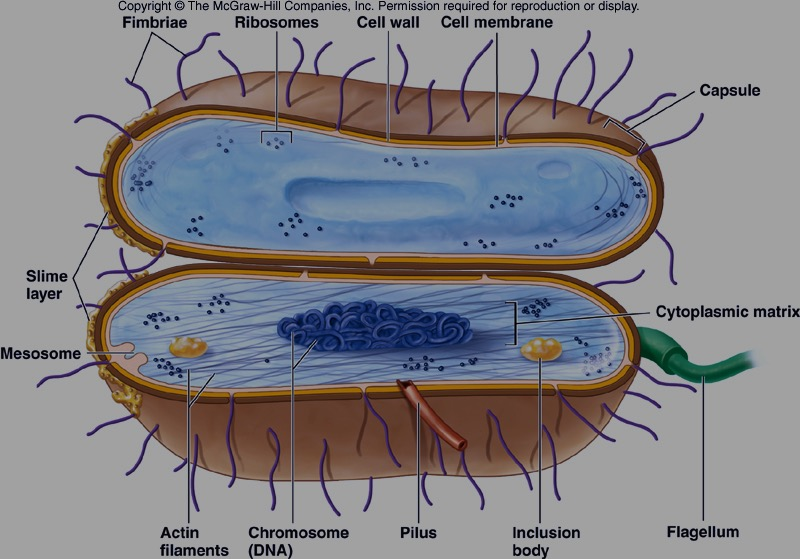 Copyright © The McGraw-Hill Companies, Inc. Permission required for reproduction or display.
Fimbriae
Ribosomes
Cell wall
Cell membrane
Capsule
Slime
layer
Cytoplasmic matrix
Mesosome
Actin
filaments
Chromosome
(DNA)
Pilus
Inclusion
body
Flagellum